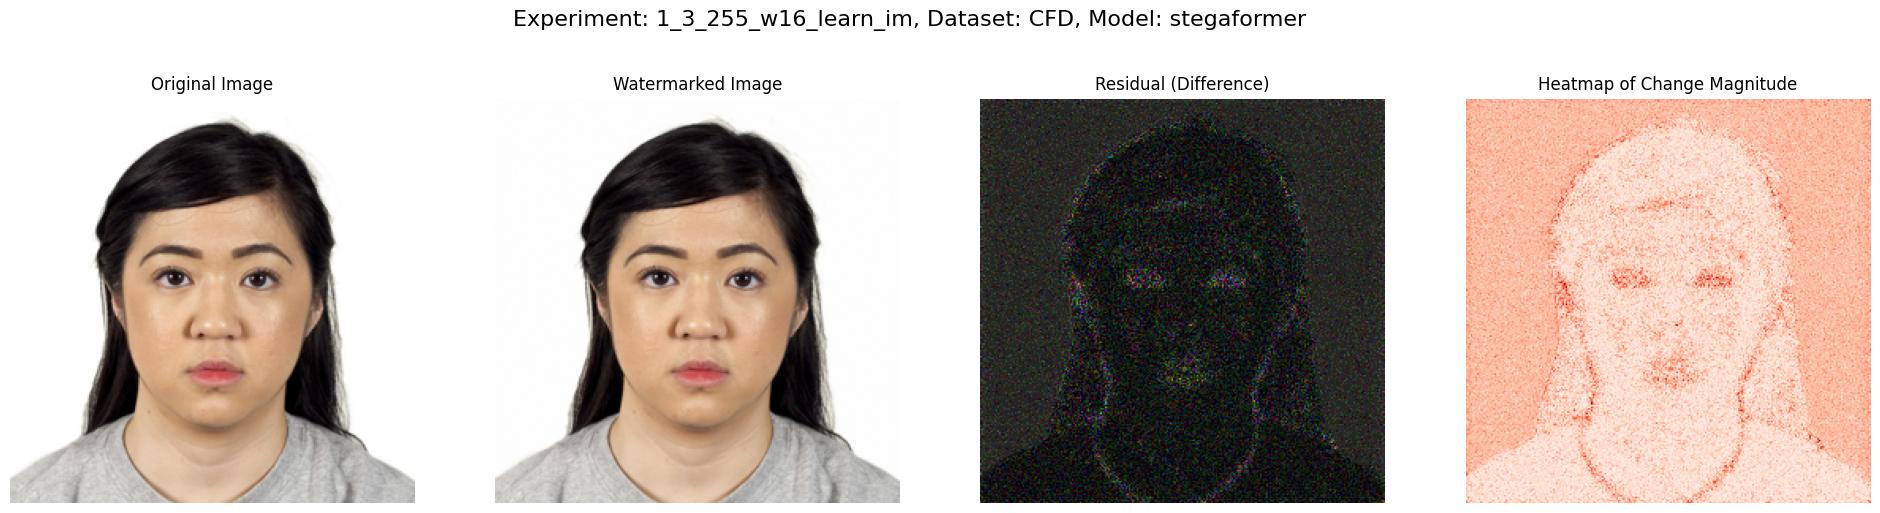 Experiment: 1_3_255_w16_learn_im, Dataset: CFD, Model: stegaformer
Original Image
Watermarked Image
Residual (Difference)
Heatmap of Change Magnitude